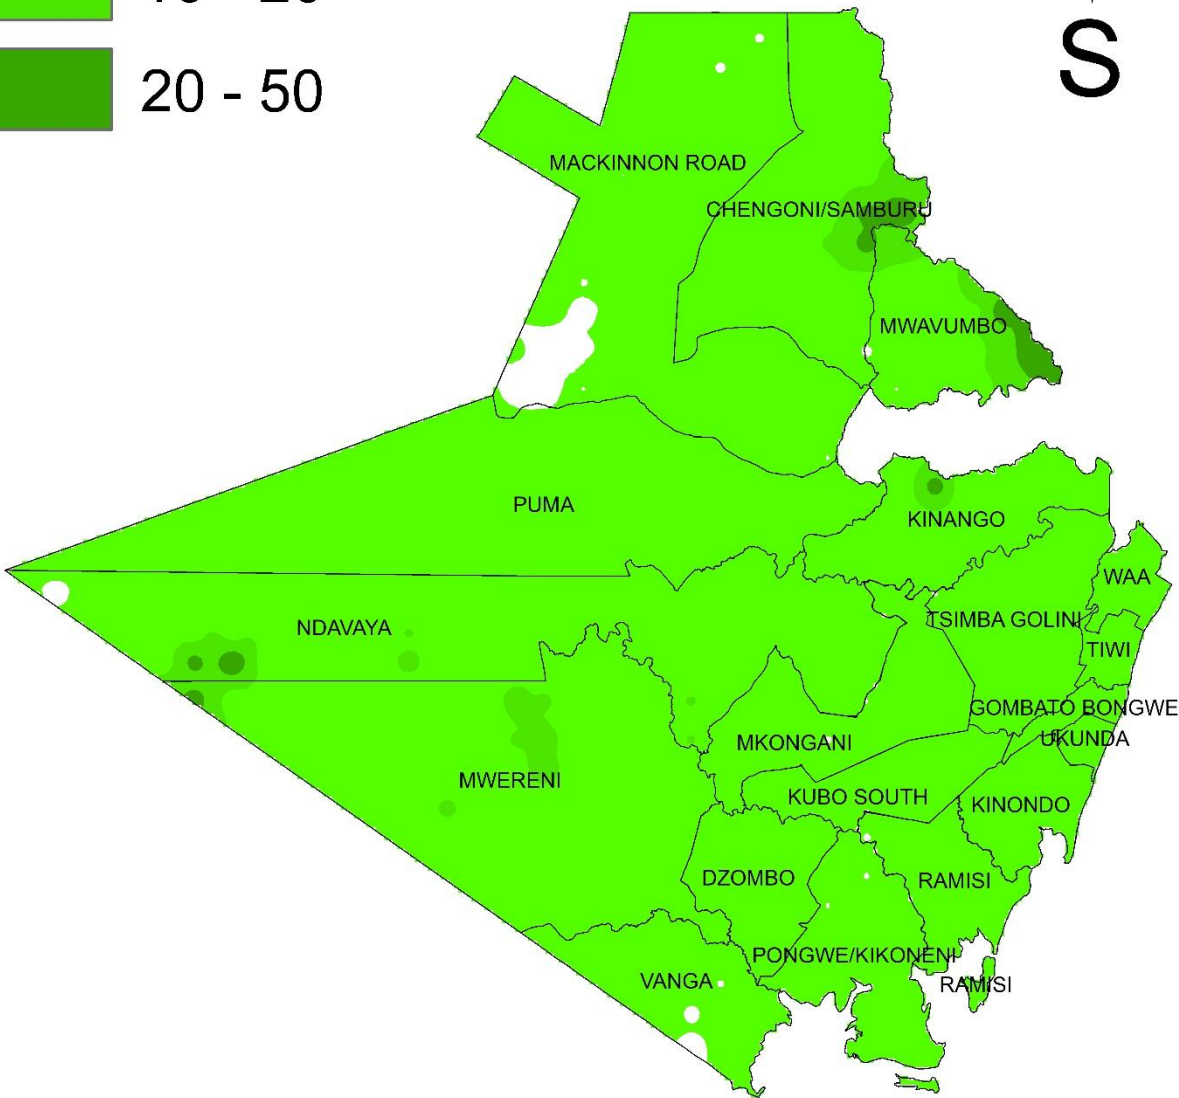 20 - 50
S
MACKINNON ROAD
CHENGONI/SAMBURU
MWAVUMBO
PUMA
KINANGO
WAA
NDAVAYA
TSIMBA GOLINI
TIWI
GOMBATO BONGWE
UKUNDA
MKONGANI
MWERENI
KUBO SOUTH
KINONDO
DZOMBO
RAMISI
PONGWE/KIKONENI
VANGA
RAMISI